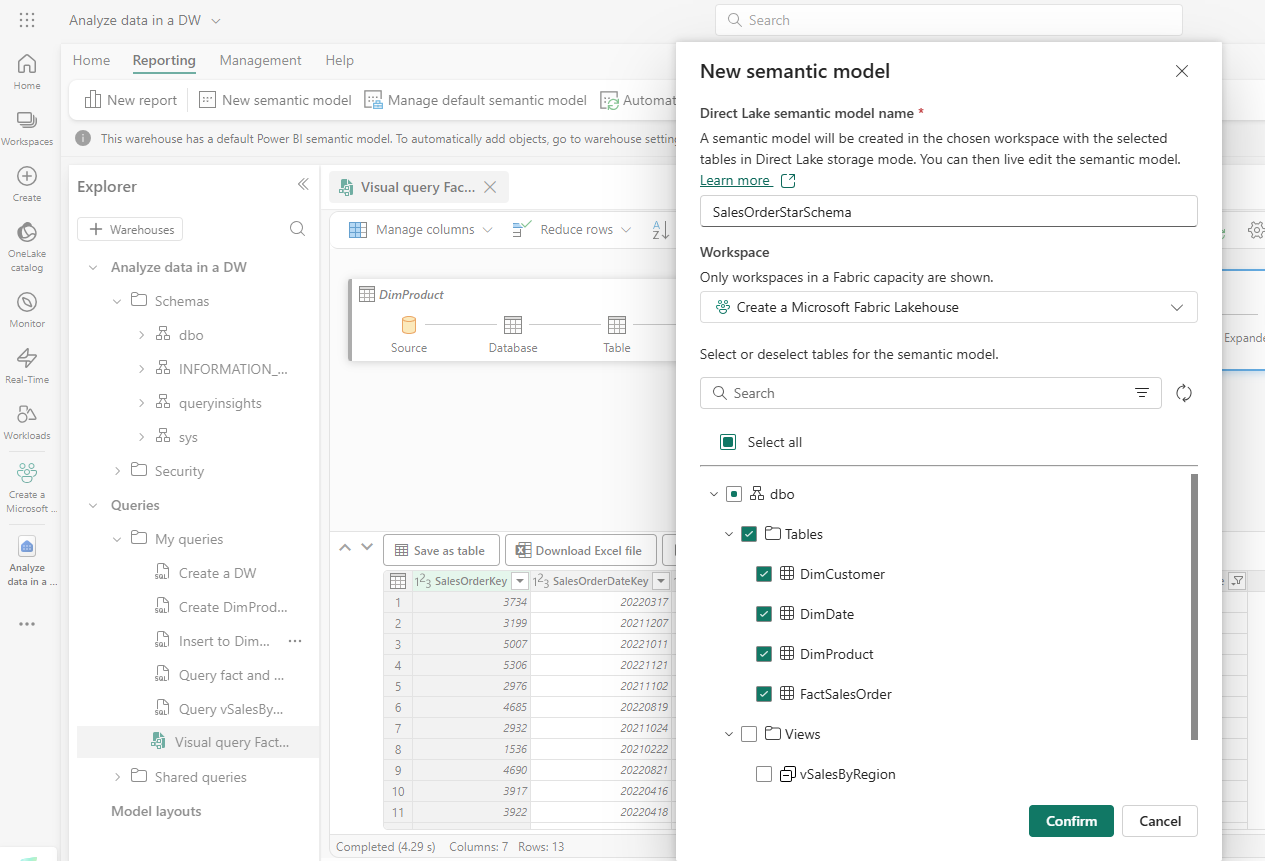 Analyze data in a DW
Search
Home
Workspaces
Create
OneLake
catalog
Monitor
Real-Time
Workloads
Create a
Microsoft ...
Analyze
data in a ...
Home
Reporting
Management
Help
New report
New semantic model
Manage default semantic model
Automat
This warehouse has a default Power BI semantic model. To automatically add objects, go to warehouse setting
Explorer
Warehouses
Analyze data in a DW
Schemas
dbo
INFORMATION_...
queryinsights
sys
Security
Queries
My queries
Create a DW
Create DimProd...
Insert to Dim...
Query fact and ...
Query vSalesBy...
Visual query Fact...
Shared queries
Model layouts
Visual query Fac...
Manage columns
Reduce rows
DimProduct
Source
Database
Table
Expande
Save as table
Download Excel file
SalesOrderKey
SalesOrderDateKey
1 3734 20220317
2 3199 20211207
3 5007 20221011
4 5306 20221121
5 2976 20211102
6 4685 20220819
7 2932 20211024
8 1536 20210222
9 4690 20220821
10 3917 20220416
11 3922 20220418
Completed (4.29 s) Columns: 7 Rows: 13
New semantic model
Direct Lake semantic model name *
A semantic model will be created in the chosen workspace with the selected
tables in Direct Lake storage mode. You can then live edit the semantic model.
Learn more
SalesOrderStarSchema
Workspace
Only workspaces in a Fabric capacity are shown.
Create a Microsoft Fabric Lakehouse
Select or deselect tables for the semantic model.
Search
Select all
dbo
Tables
DimCustomer
DimDate
DimProduct
FactSalesOrder
Views
vSalesByRegion
Confirm
Cancel